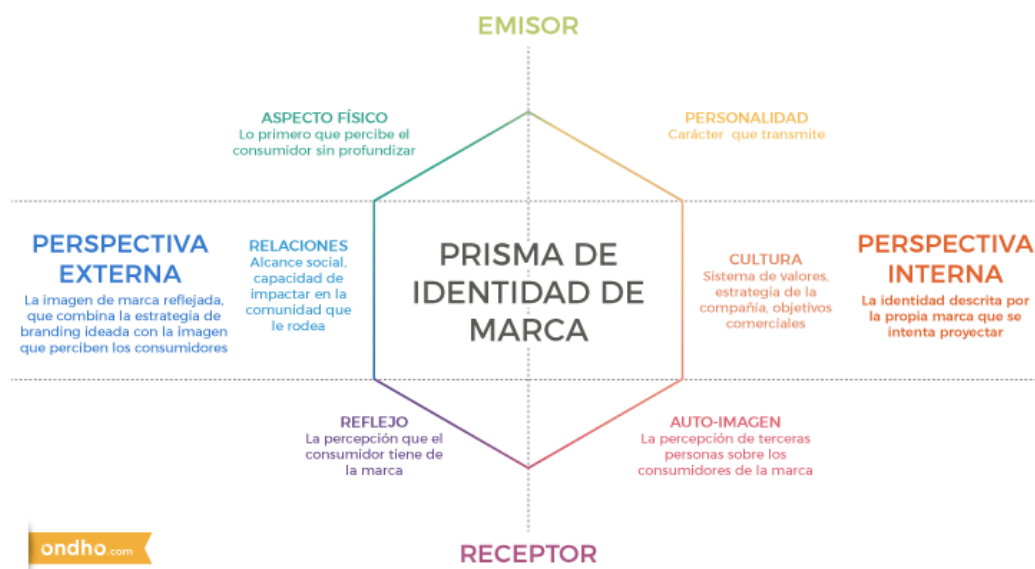 EMISOR
ASPECTO FÍSICO
Lo primero que percibe el
consumidor sin profundizar
PERSONALIDAD
Carácter que transmite
PERSPECTIVA
EXTERNA
La imagen de marca reflejada,
que combina la estrategia de
branding ideada con la imagen
que perciben los consumidores
RELACIONES
Alcance social,
capacidad de
impactar en la
comunidad que
le rodea
PRISMA DE
IDENTIDAD DE
MARCA
CULTURA
Sistema de valores,
estrategia de la
compañía, objetivos
comerciales
PERSPECTIVA
INTERNA
La identidad descrita por
la propia marca que se
intenta proyectar
REFLEJO
La percepción que el
consumidor tiene de
la marca
AUTO-IMAGEN
La percepción de terceras
personas sobre los
consumidores de la marca
ondho.com
RECEPTOR